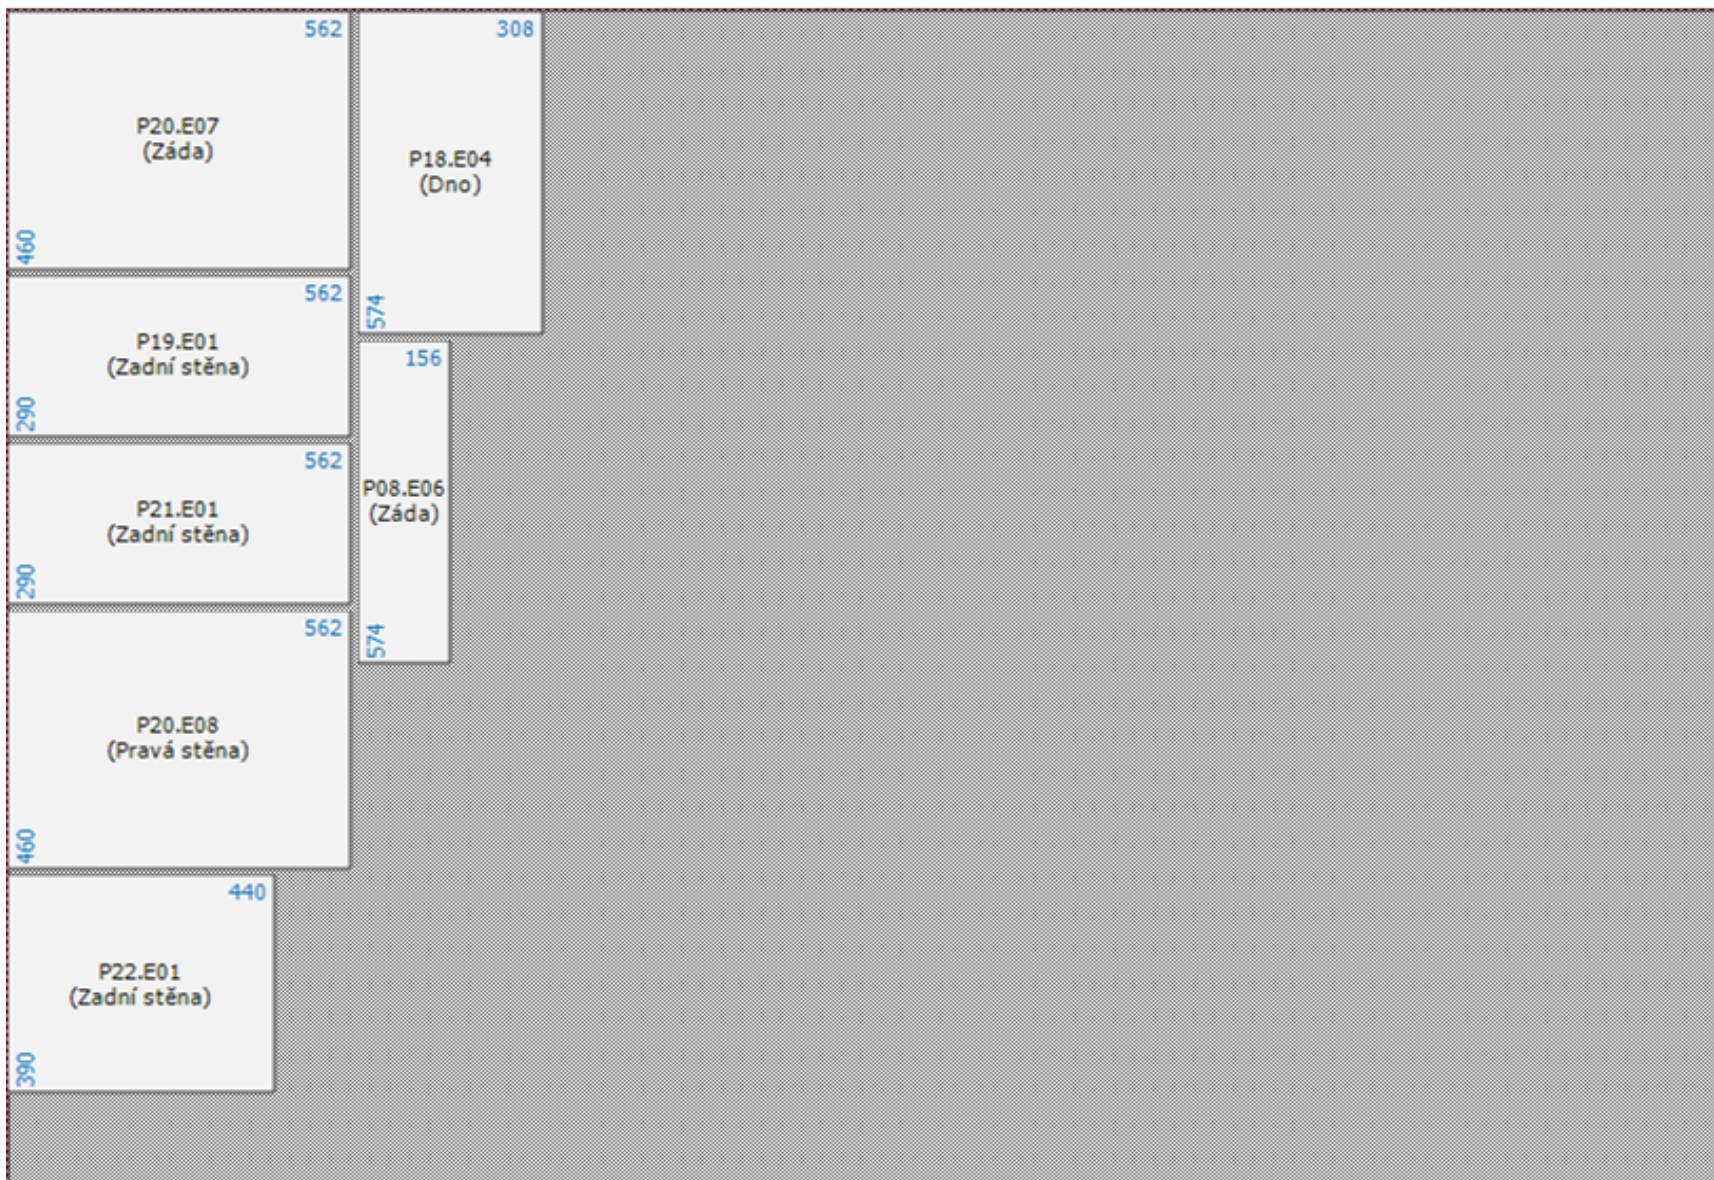 562
P20.E07
(Záda)
460
562
P19.E01
(Zadní stěna)
290
562
P21.E01
(Zadní stěna)
290
562
P20.E08
(Pravá stěna)
460
440
P22.E01
(Zadní stěna)
390
308
P18.E04
(Dno)
574
156
P08.E06
(Záda)
574